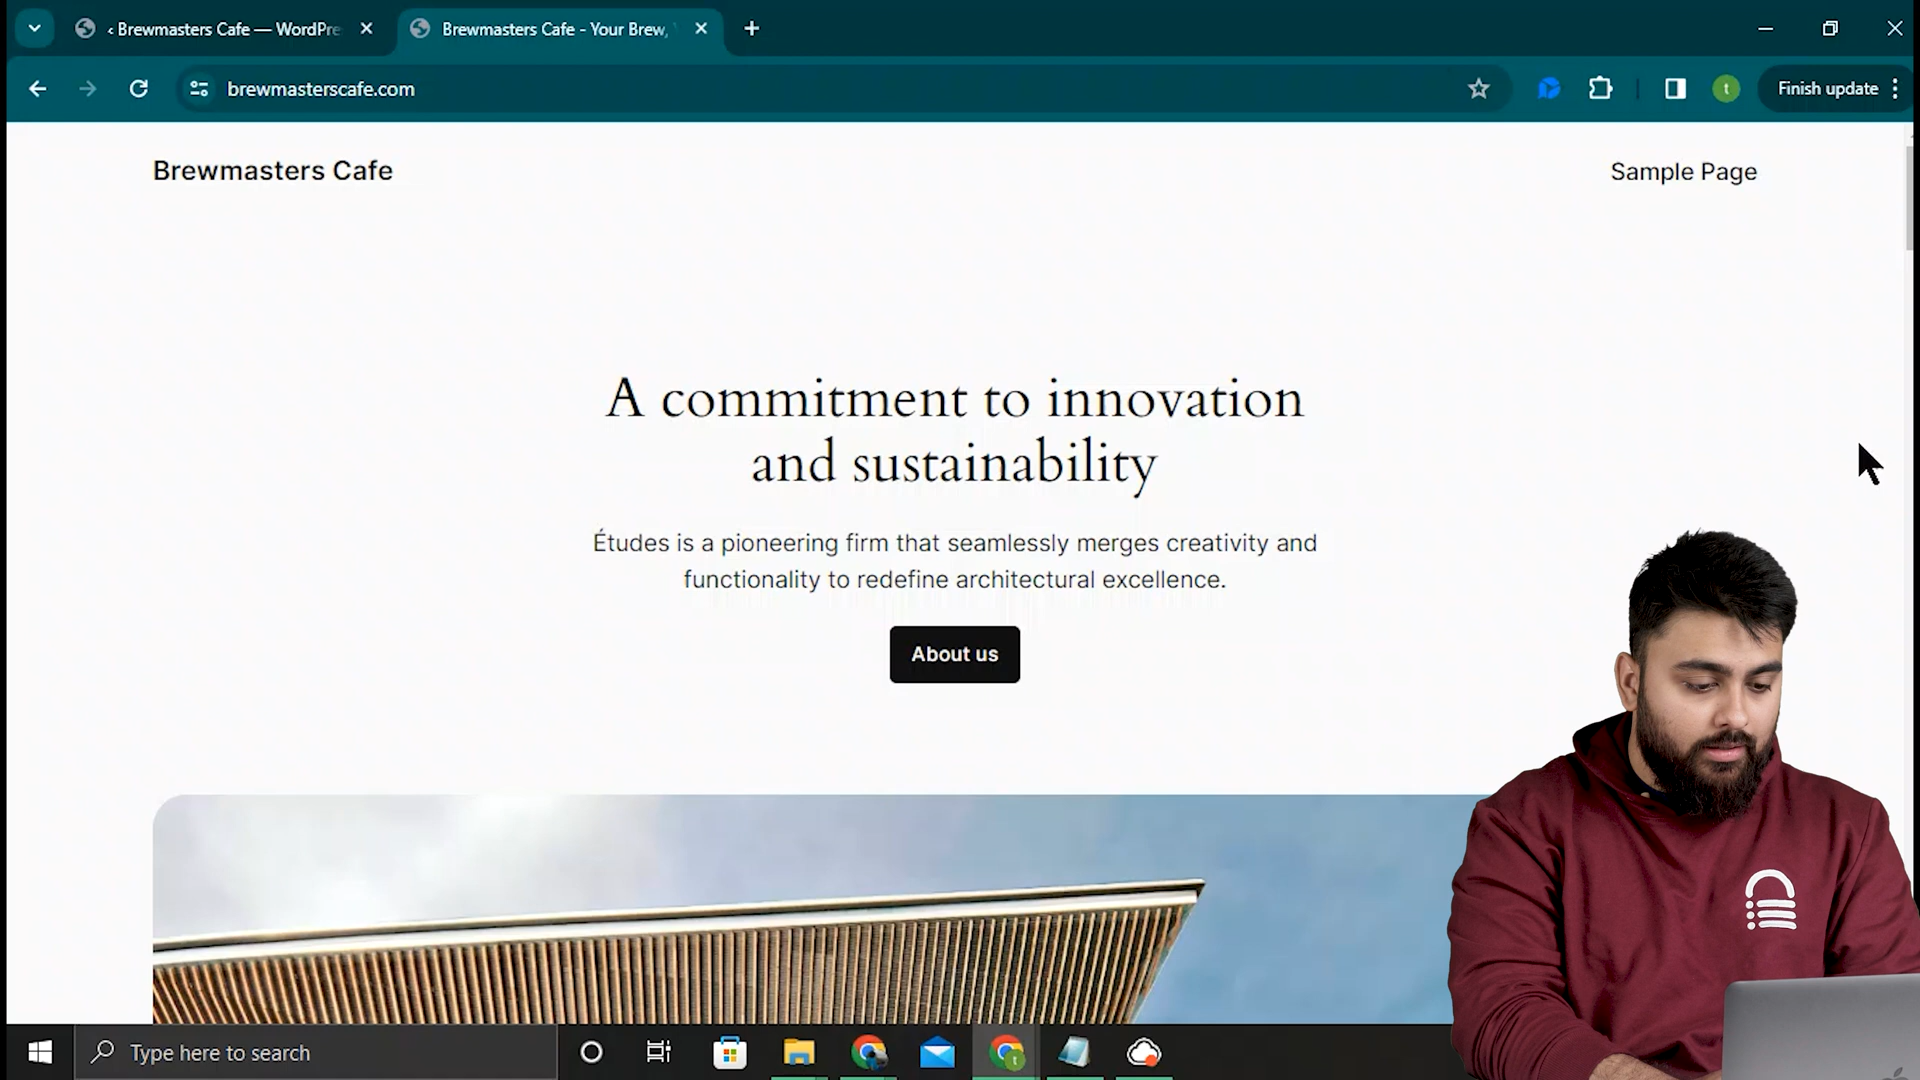 ‹ Brewmasters Cafe — WordPre
Brewmasters Cafe - Your Brew,
brewmasterscafe.com
t
Finish update
Brewmasters Cafe
Sample Page
A commitment to innovation
and sustainability
Études is a pioneering firm that seamlessly merges creativity and
functionality to redefine architectural excellence.
About us
Type here to search
t